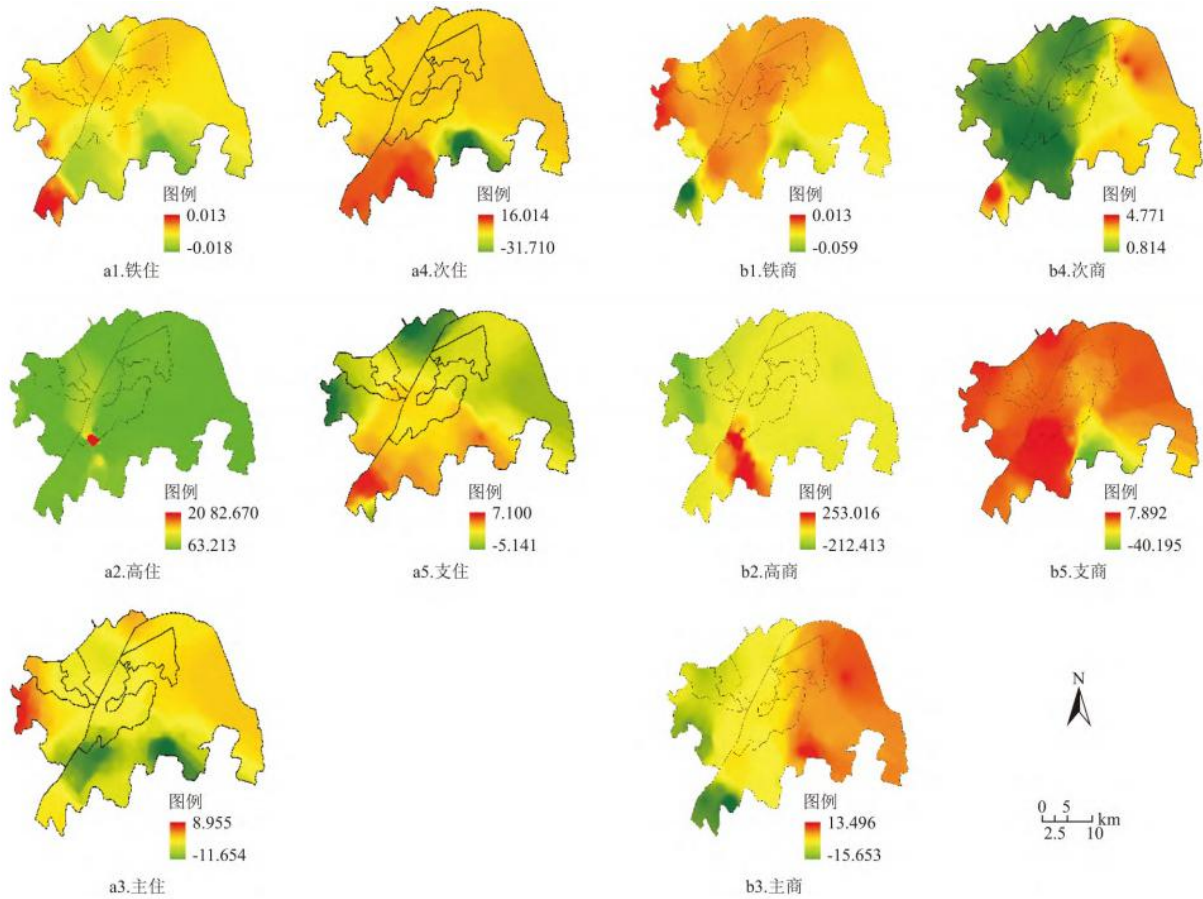 图例
0.013
-0.018
a1.铁住
图例
16.014
-31.710
a4.次住
图例
0.013
-0.059
b1.铁商
图例
4.771
0.814
b4.次商
图例
20 82.670
63.213
a2.高住
图例
7.100
-5.141
a5.支住
图例
253.016
-212.413
b2.高商
图例
7.892
-40.195
b5.支商
图例
8.955
-11.654
a3.主住
图例
13.496
-15.653
b3.主商
N
0 5
km
2.5 10